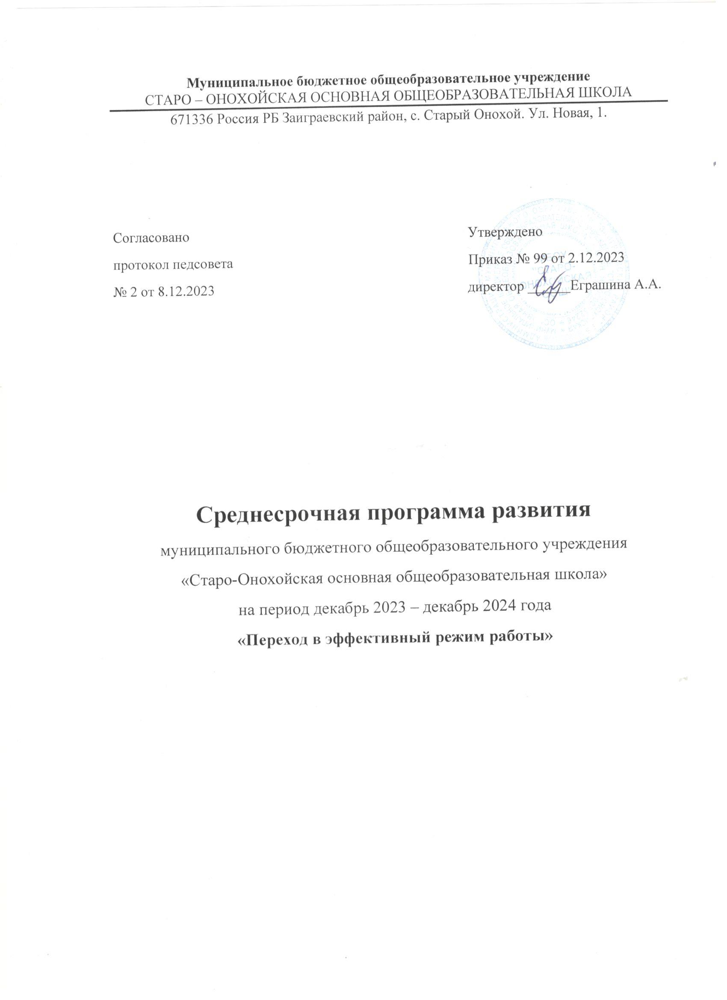 Муниципальное бюджетное общеобразовательное учреждение
СТАРО – ОНОХОЙСКАЯ ОСНОВНАЯ ОБЩЕОБРАЗОВАТЕЛЬНАЯ ШКОЛА
671336 Россия РБ Заиграевский район, с. Старый Онохой. Ул. Новая, 1.
Согласовано
протокол педсовета
№ 2 от 8.12.2023
Утверждено
Приказ № 99 от 2.12.2023
директор ______Еграшина А.А.
"СТАРО-
ОНОХОЙСКАЯ
Среднесрочная программа развития
муниципального бюджетного общеобразовательного учреждения
«Старо-Онохойская основная общеобразовательная школа»
на период декабрь 2023 – декабрь 2024 года
«Переход в эффективный режим работы»